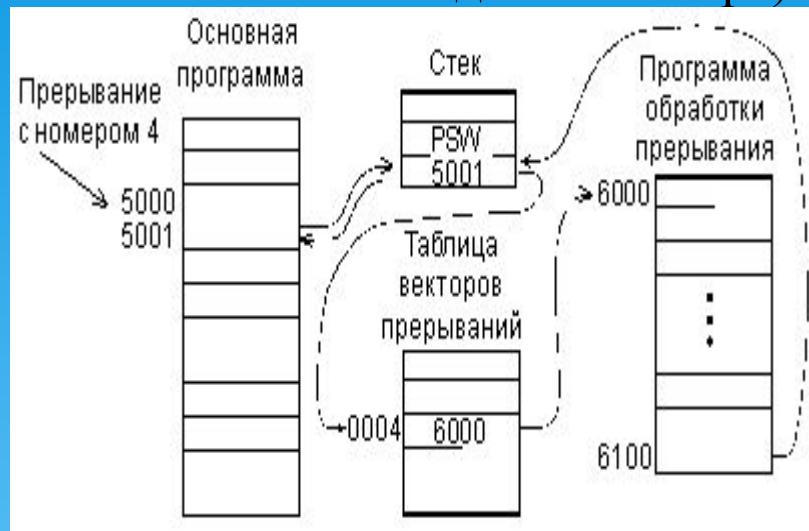 Основная
программа
Прерывание
с номером 4
5000
5001
Стек
PSW
5001
Таблица
векторов
прерываний
0004
6000
Программа
обработки
прерывания
6000
6100